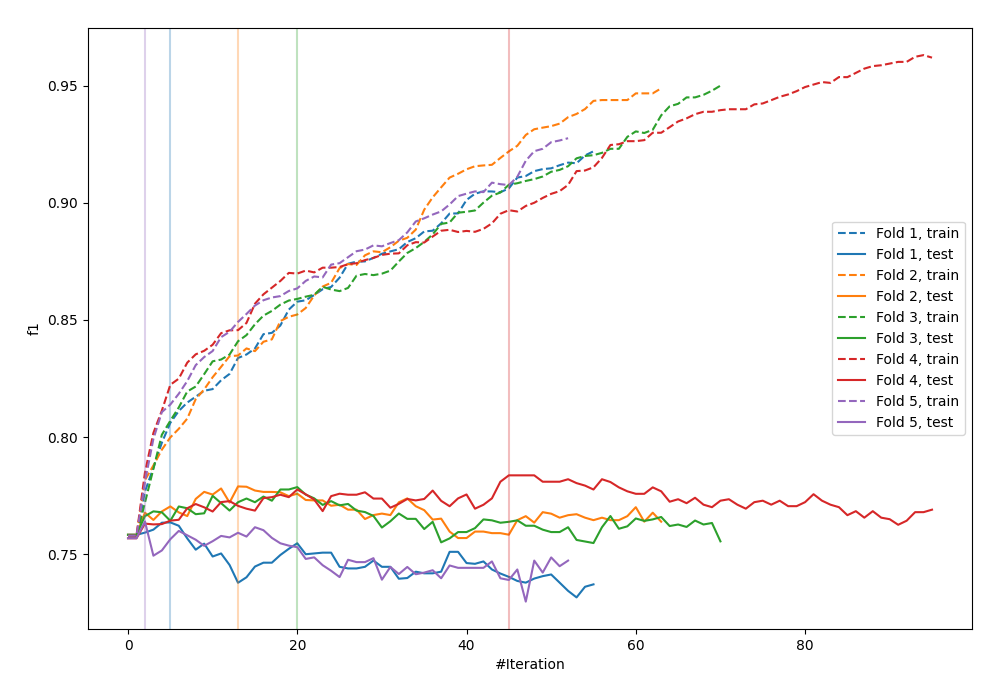 0.95
0.90
0.85
0.80
0.75
f1
0
20
40
60
80
#Iteration
Fold 1, train
Fold 1, test
Fold 2, train
Fold 2, test
Fold 3, train
Fold 3, test
Fold 4, train
Fold 4, test
Fold 5, train
Fold 5, test